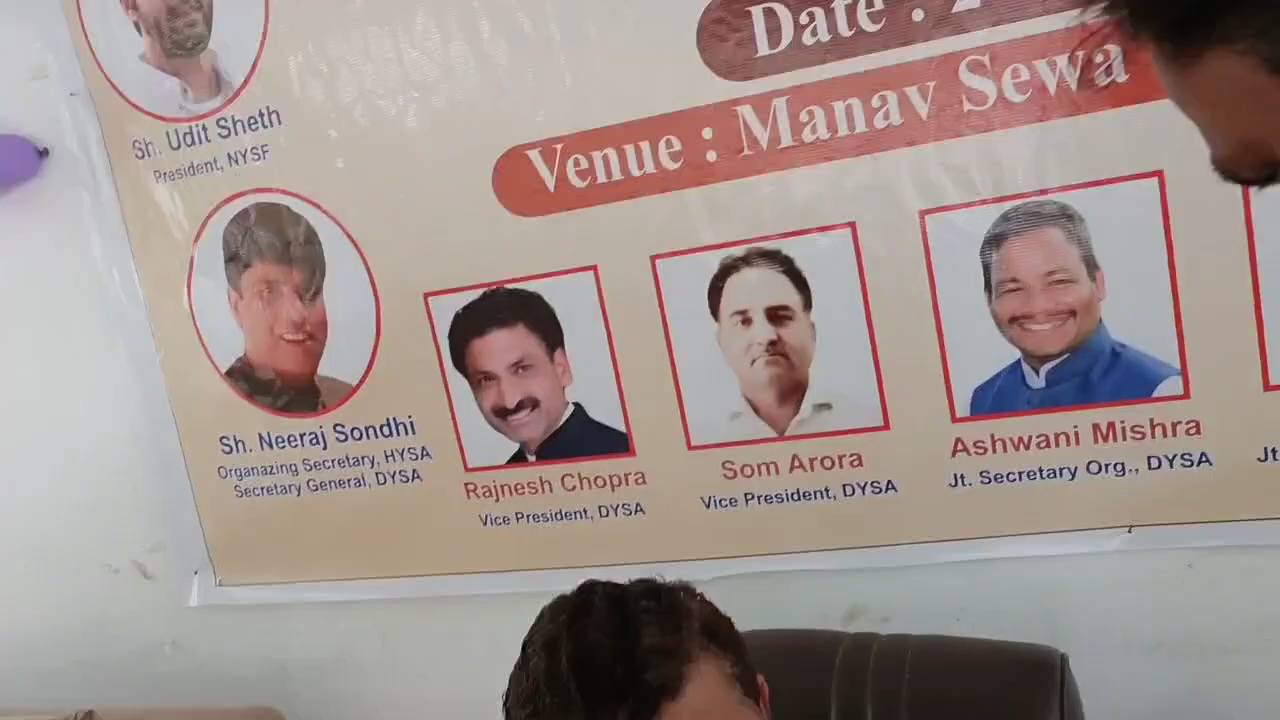 Date :
Venue : Manav Sewa
Sh. Udit Sheth
President, NYSF
Sh. Neeraj Sondhi
Organazing Secretary, HYSA
Secretary General, DYSA
Rajnesh Chopra
Vice President, DYSA
Som Arora
Vice President, DYSA
Ashwani Mishra
Jt. Secretary Org., DYSA
Jt